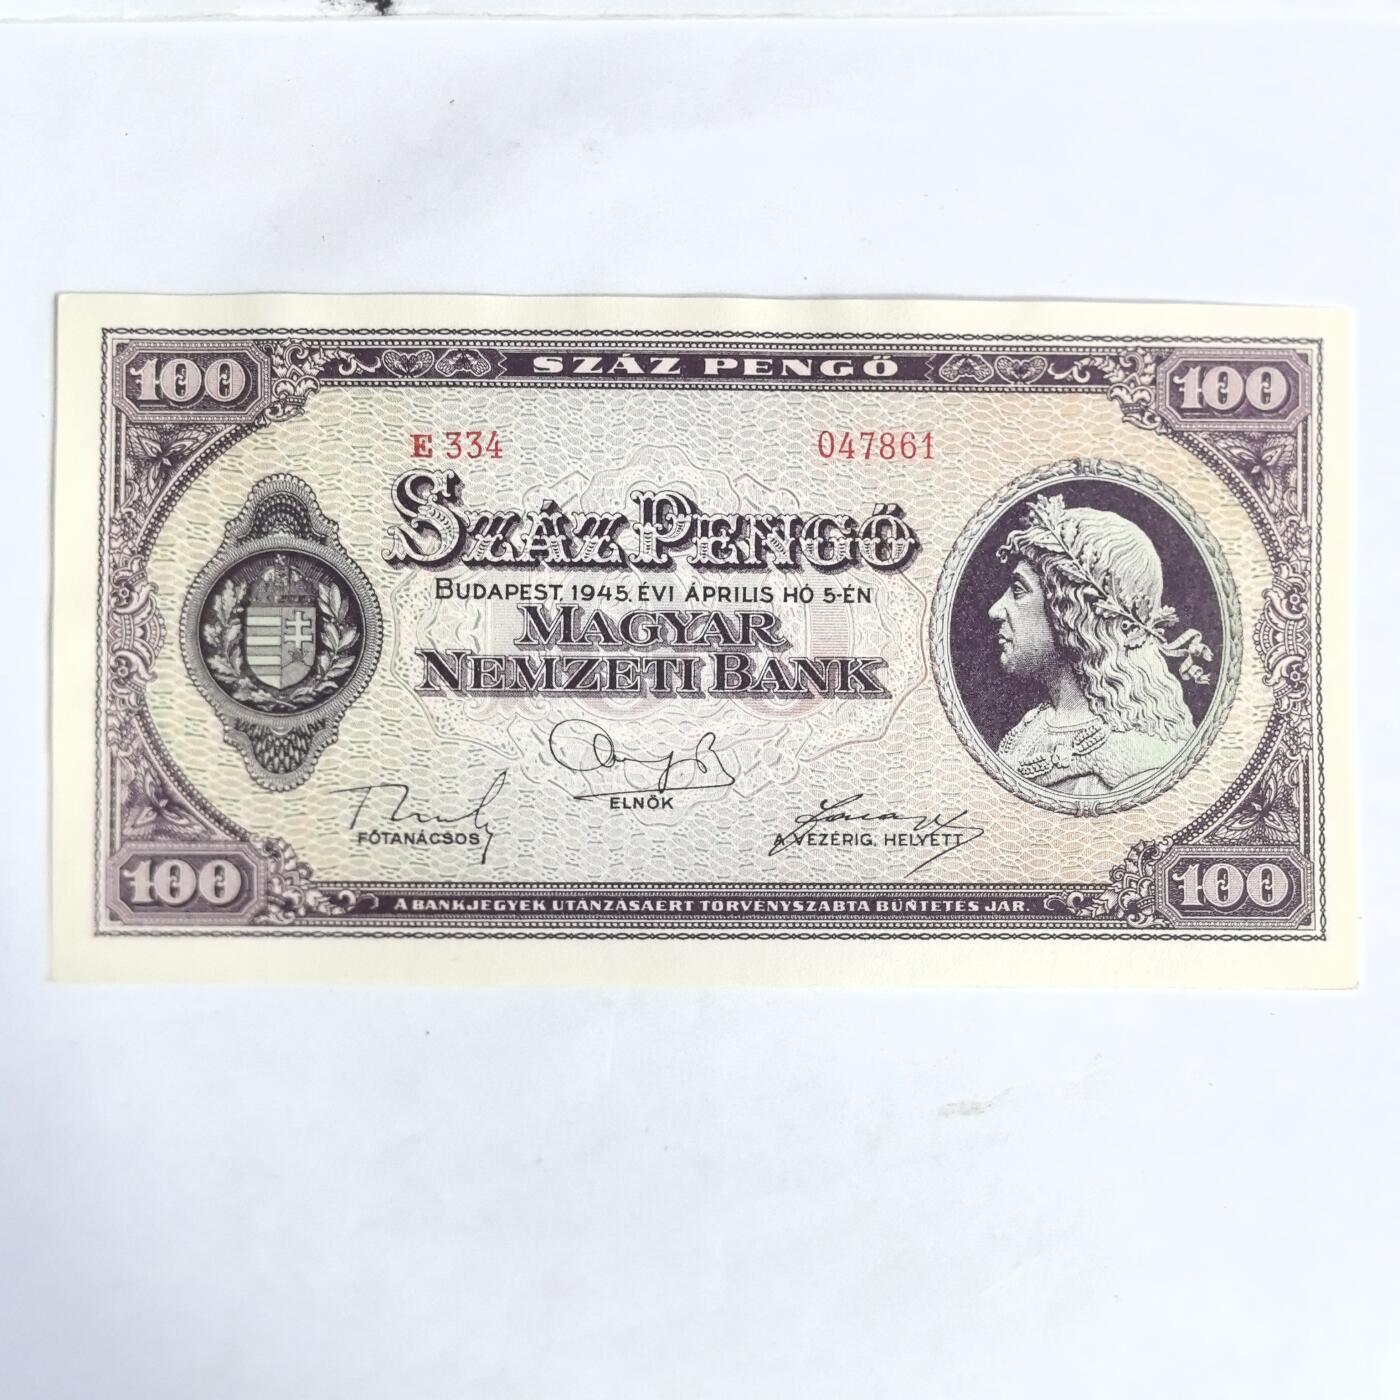 100 SZÁZ PENGŐ 100
E 334 047861
SZÁZ PENGŐ
BUDAPEST, 1945. ÉVI ÁPRILIS HÓ 5-ÉN
MAGYAR
NEMZETI BANK
ELNÖK
FŐTANÁCSOS A VEZÉRIG. HELYETT
100 A BANKJEGYEK UTÁNZÁSAÉRT TÖRVÉNYSZABTA BÜNTETÉS JÁR. 100